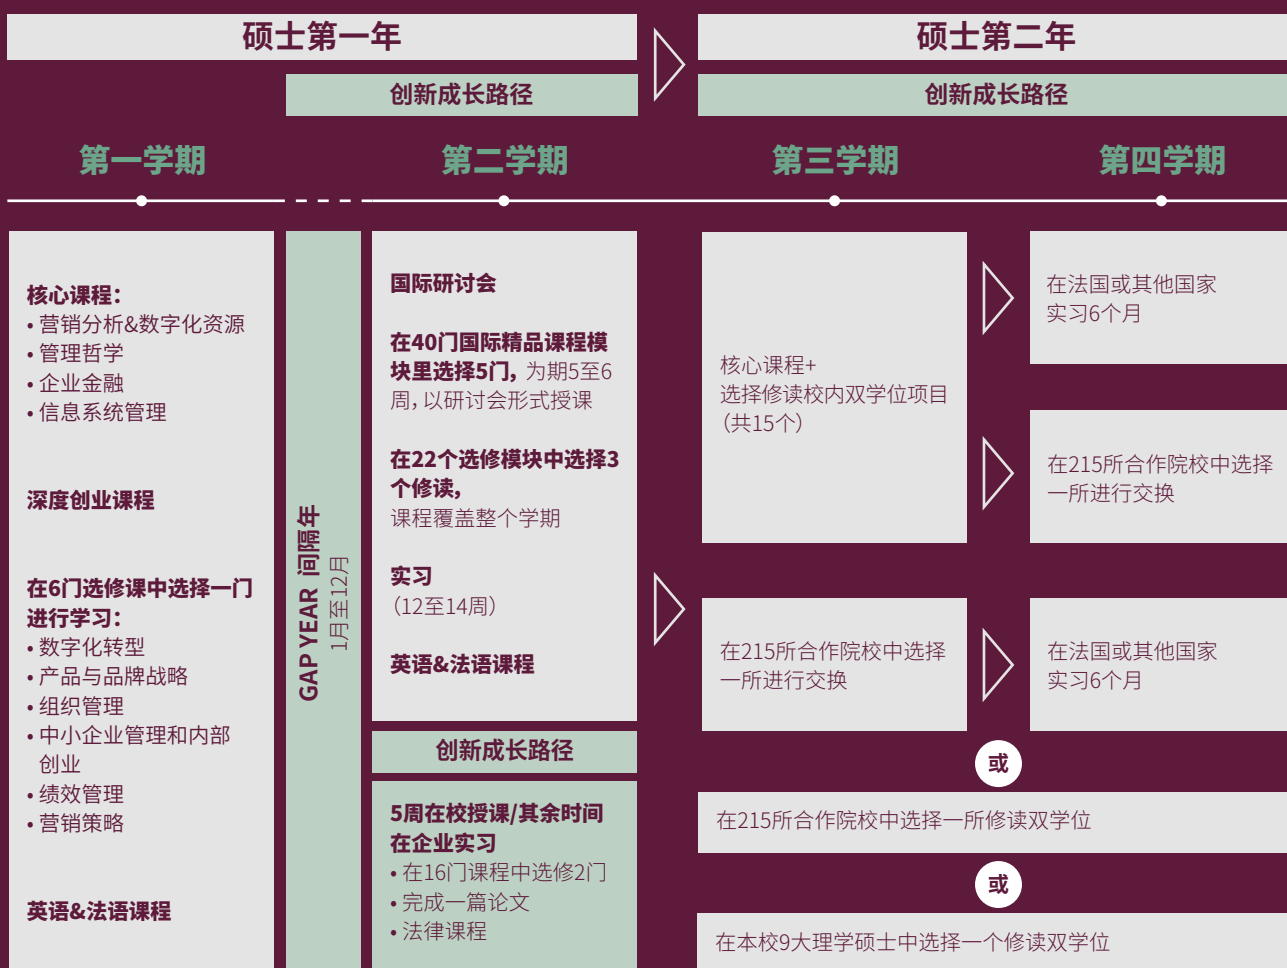 硕士第一年
硕士第二年
创新成长路径
创新成长路径
第一学期
第二学期
第三学期
第四学期
核心课程：
• 营销分析&数字化资源
• 管理哲学
• 企业金融
• 信息系统管理
深度创业课程
在6门选修课中选择一门
进行学习：
• 数字化转型
• 产品与品牌战略
• 组织管理
• 中小企业管理和内部
创业
• 绩效管理
• 营销策略
英语&法语课程
GAP YEAR 间隔年
1月至12月
国际研讨会
在40门国际精品课程模
块里选择5门，为期5至6
周，以研讨会形式授课
在22个选修模块中选择3
个修读，
课程覆盖整个学期
实习
（12至14周）
英语&法语课程
创新成长路径
5周在校授课/其余时间
在企业实习
• 在16门课程中选修2门
• 完成一篇论文
• 法律课程
核心课程+
选择修读校内双学位项目
（共15个）
在法国或其他国家
实习6个月
在215所合作院校中选择
一所进行交换
在215所合作院校中选择
一所进行交换
在法国或其他国家
实习6个月
或
在215所合作院校中选择一所修读双学位
或
在本校9大理学硕士中选择一个修读双学位